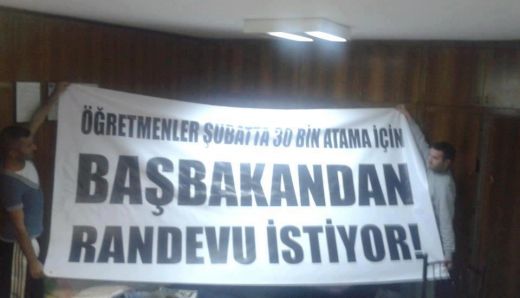 ÖĞRETMENLER ŞUBATTA 30 BİN ATAMA İÇİN
BAŞBAKANDAN
RANDEVU İSTİYOR!